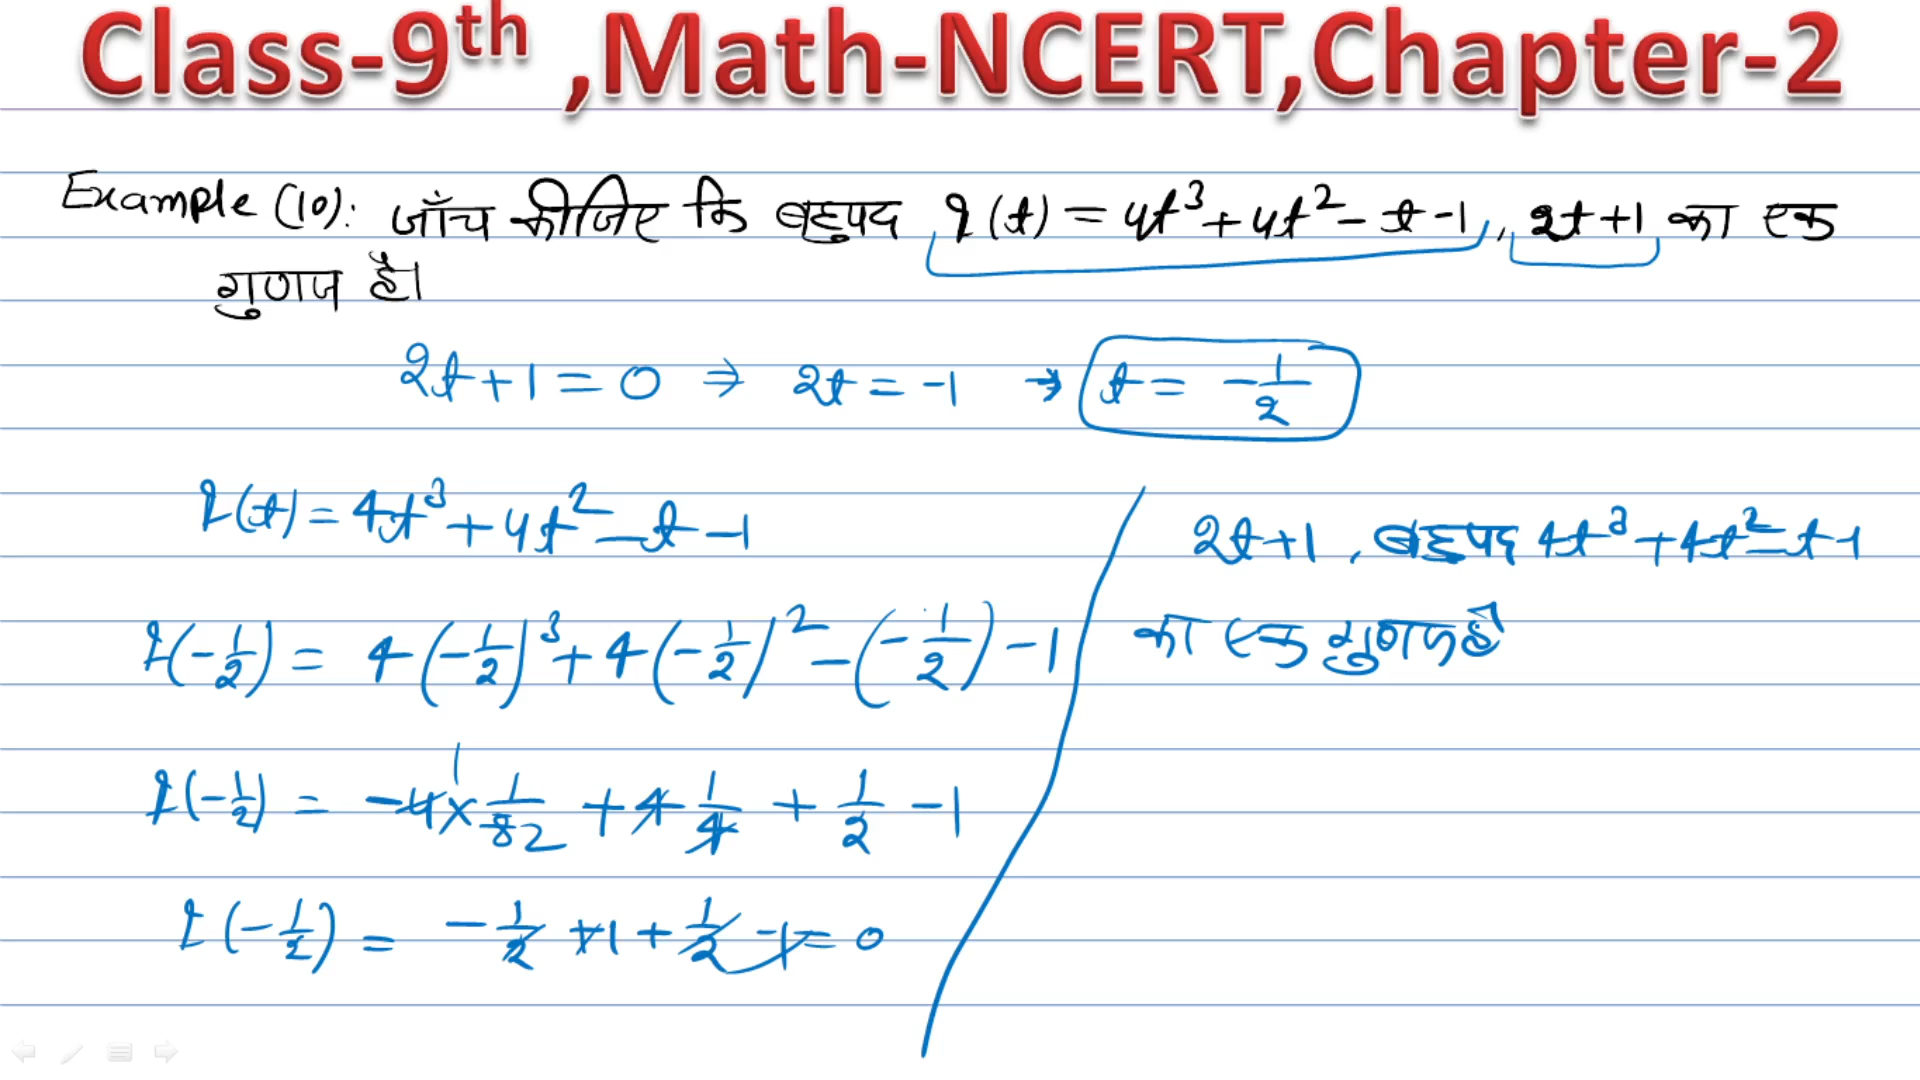 Class-9th ,Math-NCERT,Chapter-2
Example (10): जाँच कीजिए कि बहुपद q(t) = 4t³+4t²-t-1, 2t+1 का एक
गुणज है।
2t+1=0 ⇒ 2t=-1 → t= -1/2
q(t)=4t³+4t²-t-1
q(-1/2) = 4(-1/2)³+4(-1/2)²-(-1/2)-1
q(-1/2) = -4×1/8 2 +4 1/4 + 1/2 -1
1
q(-1/2) = -1/2 +1+1/2 -1=0
2t+1, बहुपद 4t³+4t²-t-1
का एक गुणज है